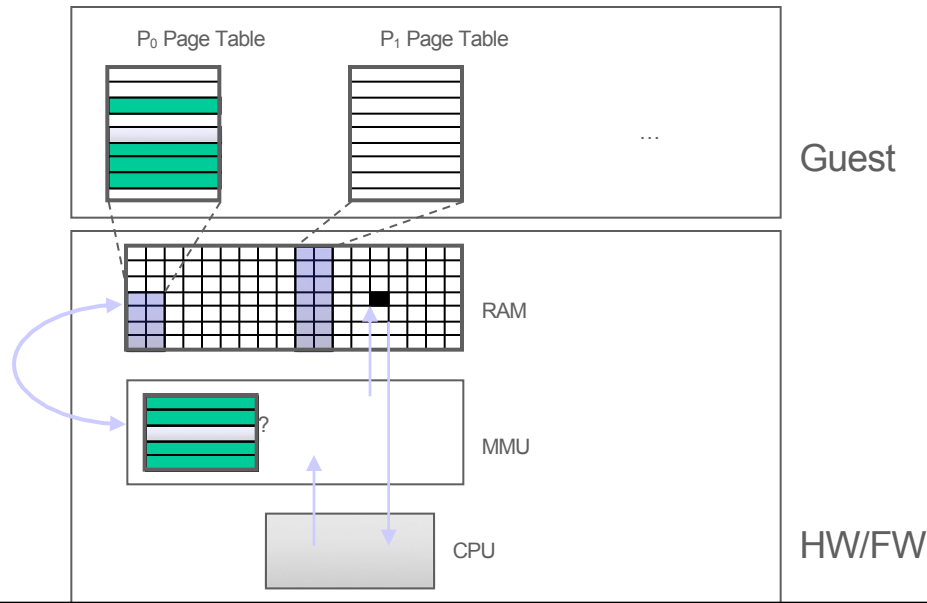 P₀ Page Table
P₁ Page Table
...
Guest
RAM
?
MMU
CPU
HW/FW